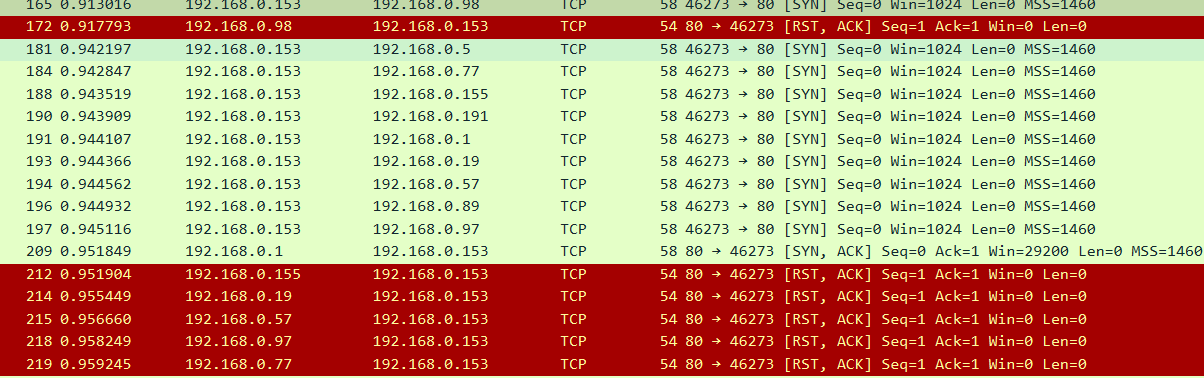 165 0.913016 192.168.0.153 192.168.0.98 TCP 58 46273 → 80 [SYN] Seq=0 Win=1024 Len=0 MSS=1460
172 0.917793 192.168.0.98 192.168.0.153 TCP 54 80 → 46273 [RST, ACK] Seq=1 Ack=1 Win=0 Len=0
181 0.942197 192.168.0.153 192.168.0.5 TCP 58 46273 → 80 [SYN] Seq=0 Win=1024 Len=0 MSS=1460
184 0.942847 192.168.0.153 192.168.0.77 TCP 58 46273 → 80 [SYN] Seq=0 Win=1024 Len=0 MSS=1460
188 0.943519 192.168.0.153 192.168.0.155 TCP 58 46273 → 80 [SYN] Seq=0 Win=1024 Len=0 MSS=1460
190 0.943909 192.168.0.153 192.168.0.191 TCP 58 46273 → 80 [SYN] Seq=0 Win=1024 Len=0 MSS=1460
191 0.944107 192.168.0.153 192.168.0.1 TCP 58 46273 → 80 [SYN] Seq=0 Win=1024 Len=0 MSS=1460
193 0.944366 192.168.0.153 192.168.0.19 TCP 58 46273 → 80 [SYN] Seq=0 Win=1024 Len=0 MSS=1460
194 0.944562 192.168.0.153 192.168.0.57 TCP 58 46273 → 80 [SYN] Seq=0 Win=1024 Len=0 MSS=1460
196 0.944932 192.168.0.153 192.168.0.89 TCP 58 46273 → 80 [SYN] Seq=0 Win=1024 Len=0 MSS=1460
197 0.945116 192.168.0.153 192.168.0.97 TCP 58 46273 → 80 [SYN] Seq=0 Win=1024 Len=0 MSS=1460
209 0.951849 192.168.0.1 192.168.0.153 TCP 58 80 → 46273 [SYN, ACK] Seq=0 Ack=1 Win=29200 Len=0 MSS=1460
212 0.951904 192.168.0.155 192.168.0.153 TCP 54 80 → 46273 [RST, ACK] Seq=1 Ack=1 Win=0 Len=0
214 0.955449 192.168.0.19 192.168.0.153 TCP 54 80 → 46273 [RST, ACK] Seq=1 Ack=1 Win=0 Len=0
215 0.956660 192.168.0.57 192.168.0.153 TCP 54 80 → 46273 [RST, ACK] Seq=1 Ack=1 Win=0 Len=0
218 0.958249 192.168.0.97 192.168.0.153 TCP 54 80 → 46273 [RST, ACK] Seq=1 Ack=1 Win=0 Len=0
219 0.959245 192.168.0.77 192.168.0.153 TCP 54 80 → 46273 [RST, ACK] Seq=1 Ack=1 Win=0 Len=0